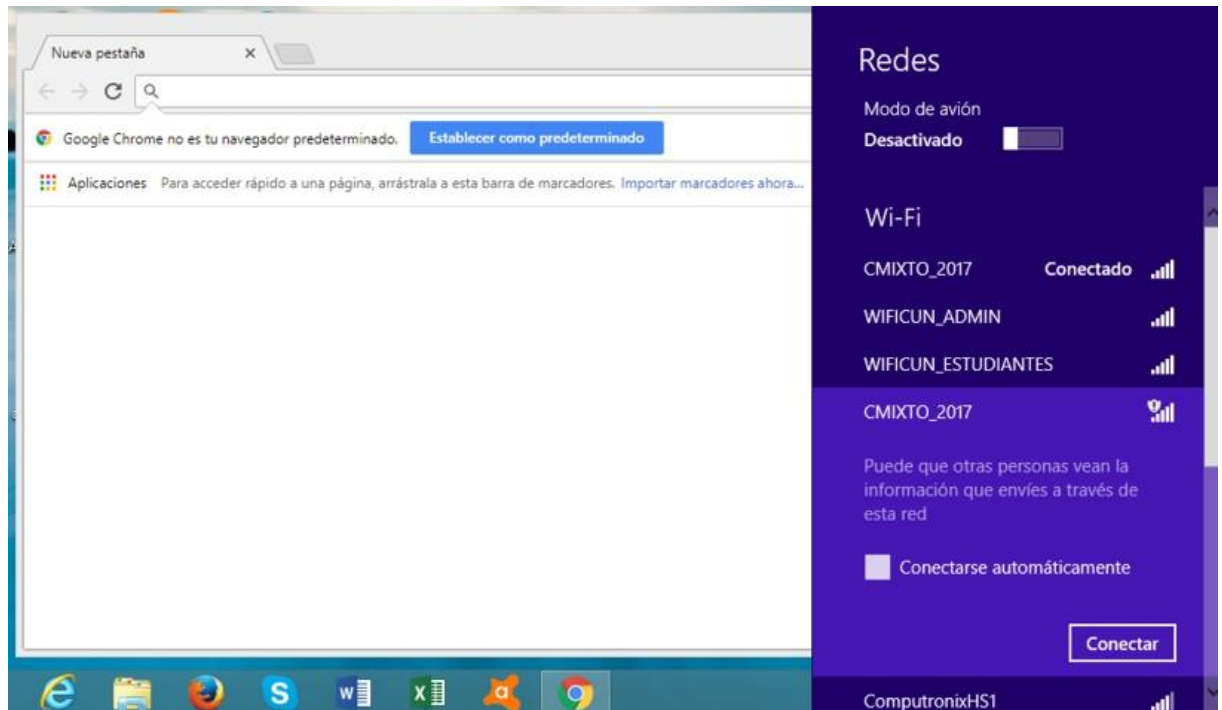 Nueva pestaña
Google Chrome no es tu navegador predeterminado. Establecer como predeterminado
Aplicaciones Para acceder rápido a una página, arrástrala a esta barra de marcadores. Importar marcadores ahora...
Redes
Modo de avión
Desactivado
Wi-Fi
CMIXTO_2017 Conectado
WIFICUN_ADMIN
WIFICUN_ESTUDIANTES
CMIXTO_2017
Puede que otras personas vean la
información que envíes a través de
esta red
Conectarse automáticamente
Conectar
ComputronixHS1